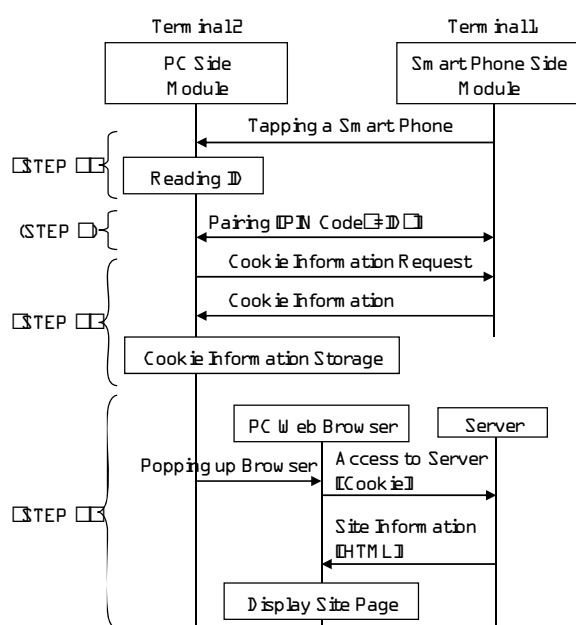 Terminal2
Terminal1
PC Side
Module
Smart Phone Side
Module
Tapping a Smart Phone
STEP
Reading ID
(STEP )
Pairing PIN Code = ID
Cookie Information Request
Cookie Information
STEP
Cookie Information Storage
PC Web Browser
Server
Popping up Browser
Access to Server
[Cookie]
STEP
Site Information
[HTML]
Display Site Page